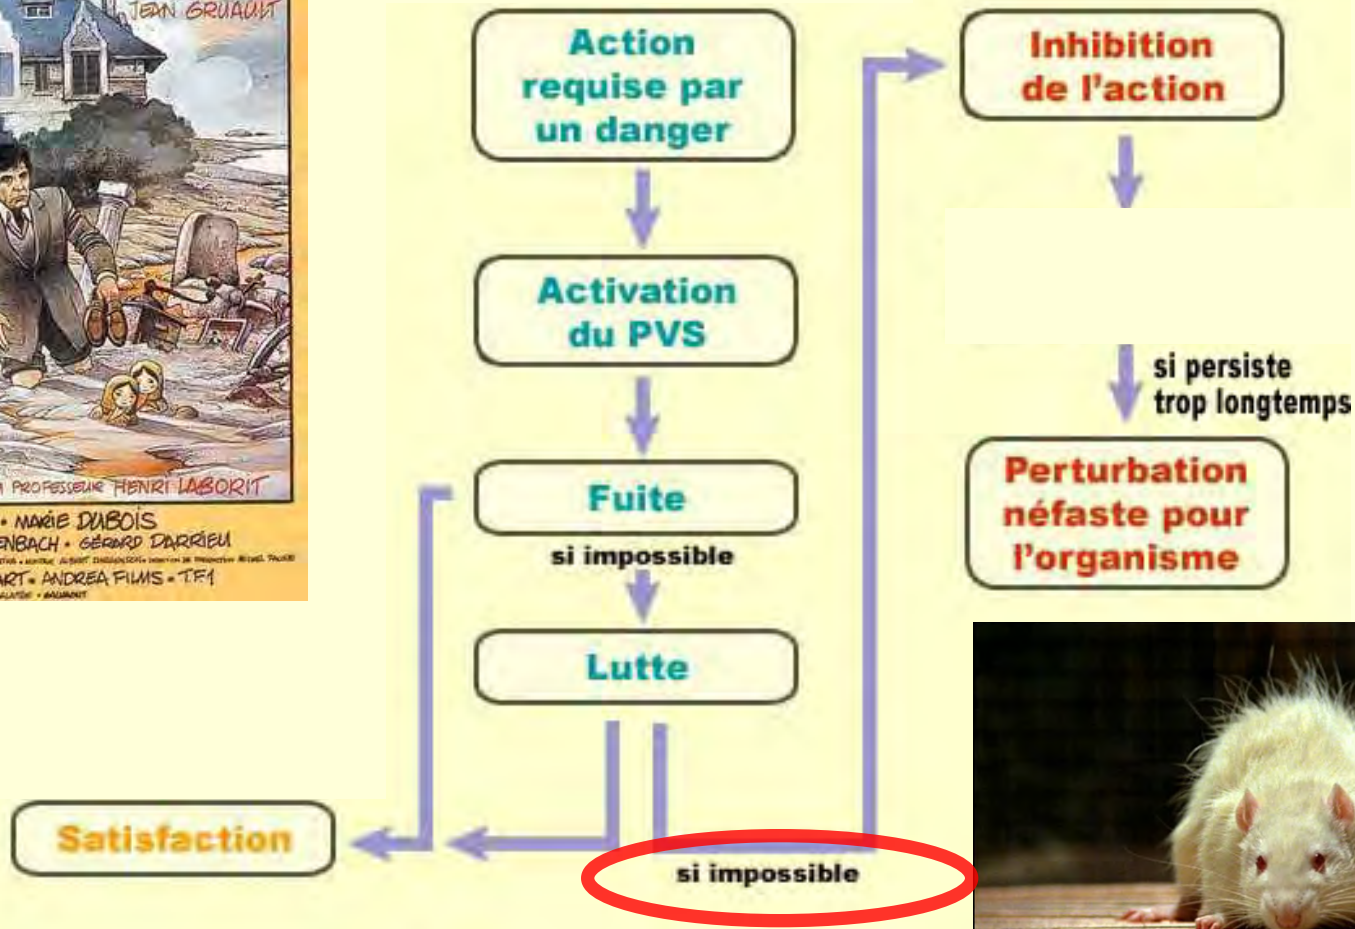 JEAN GRUAULT
PROFESSEUR HENRI LABORIT
• MARIE DUBOIS
ENBACH • GÉRARD DARRIEU
ART • ANDREA FILMS • TF1
Action
requise par
un danger
Activation
du PVS
Fuite
si impossible
Lutte
Satisfaction
si impossible
Inhibition
de l'action
si persiste
trop longtemps
Perturbation
néfaste pour
l'organisme